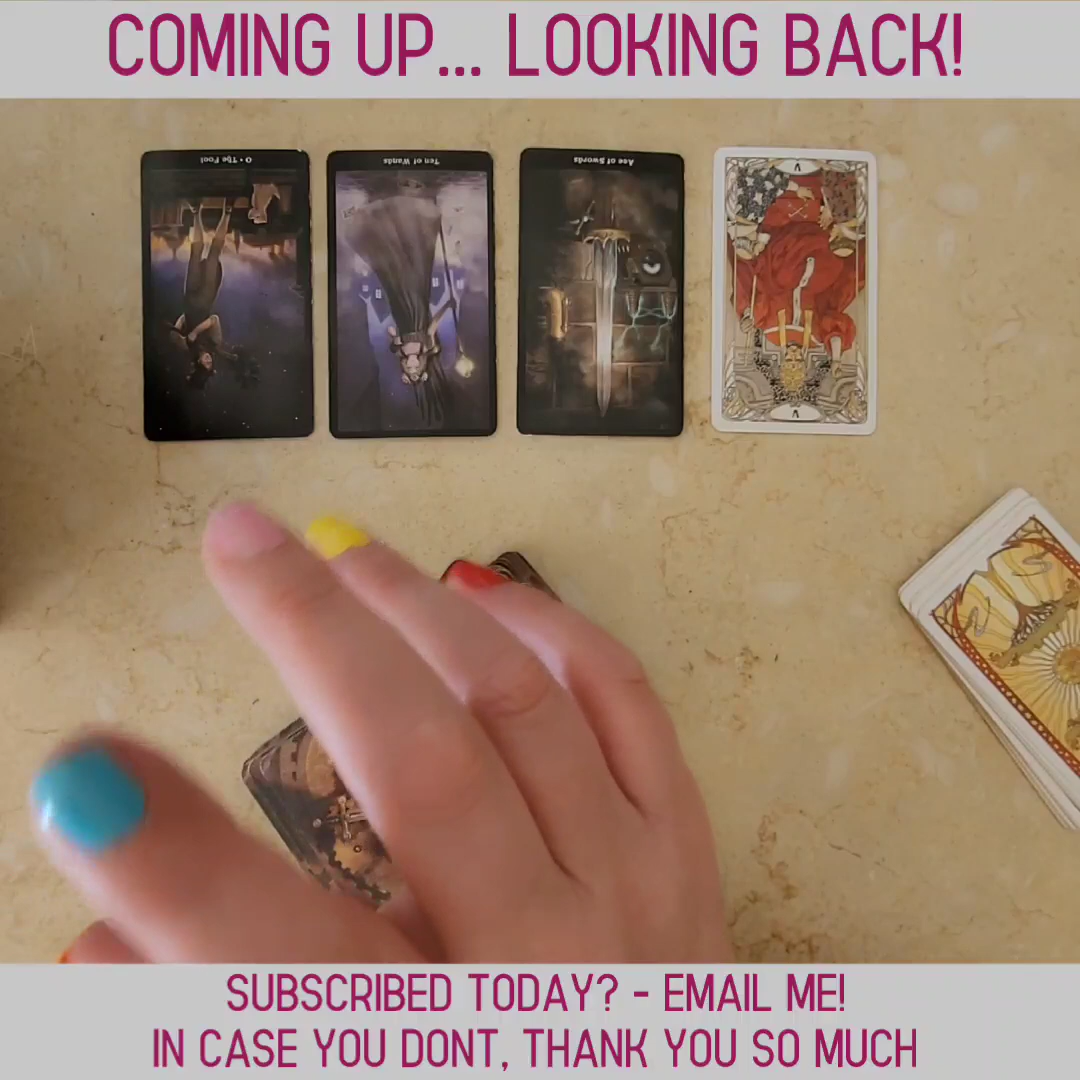 COMING UP... LOOKING BACK!
0 • The Fool
Ten of Wands
Ace of Swords
V
V
SUBSCRIBED TODAY? - EMAIL ME!
IN CASE YOU DONT, THANK YOU SO MUCH